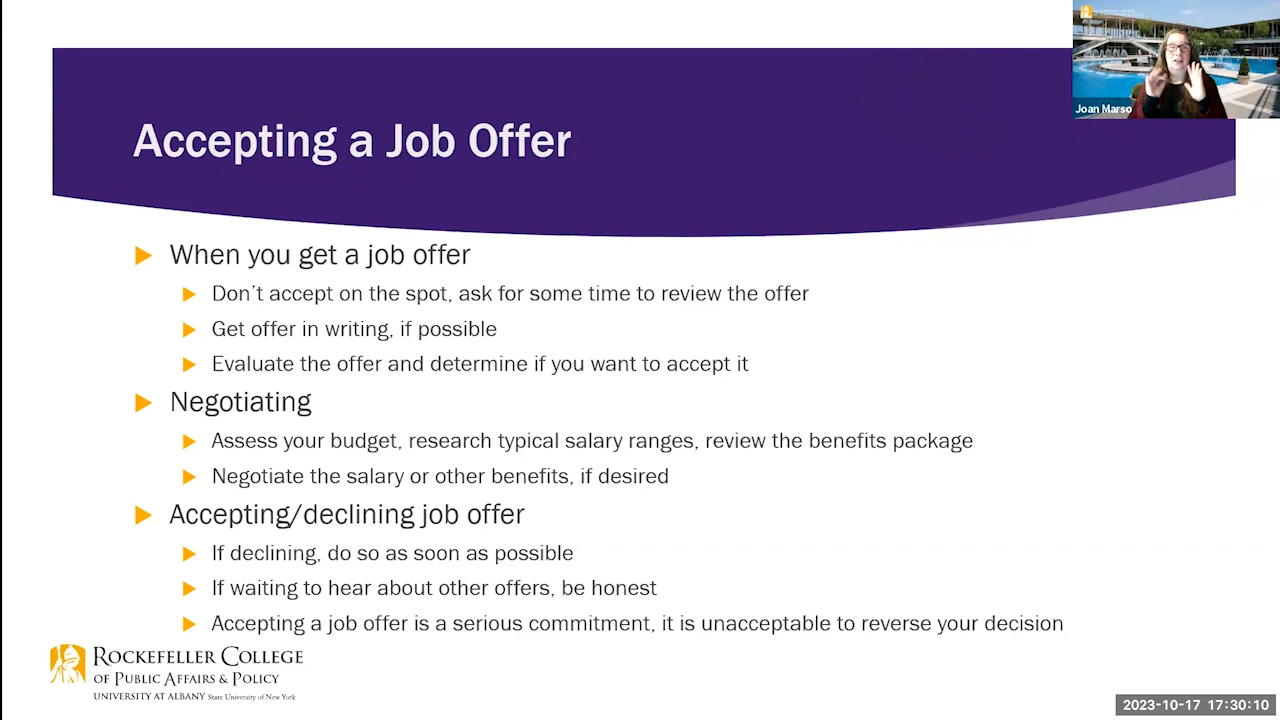 Joan Marso
Accepting a Job Offer
When you get a job offer
Don't accept on the spot, ask for some time to review the offer
Get offer in writing, if possible
Evaluate the offer and determine if you want to accept it
Negotiating
Assess your budget, research typical salary ranges, review the benefits package
Negotiate the salary or other benefits, if desired
Accepting/declining job offer
If declining, do so as soon as possible
If waiting to hear about other offers, be honest
Accepting a job offer is a serious commitment, it is unacceptable to reverse your decision
ROCKEFELLER COLLEGE
OF PUBLIC AFFAIRS & POLICY
UNIVERSITY AT ALBANY State University of New York
2023-10-17 17:30:10